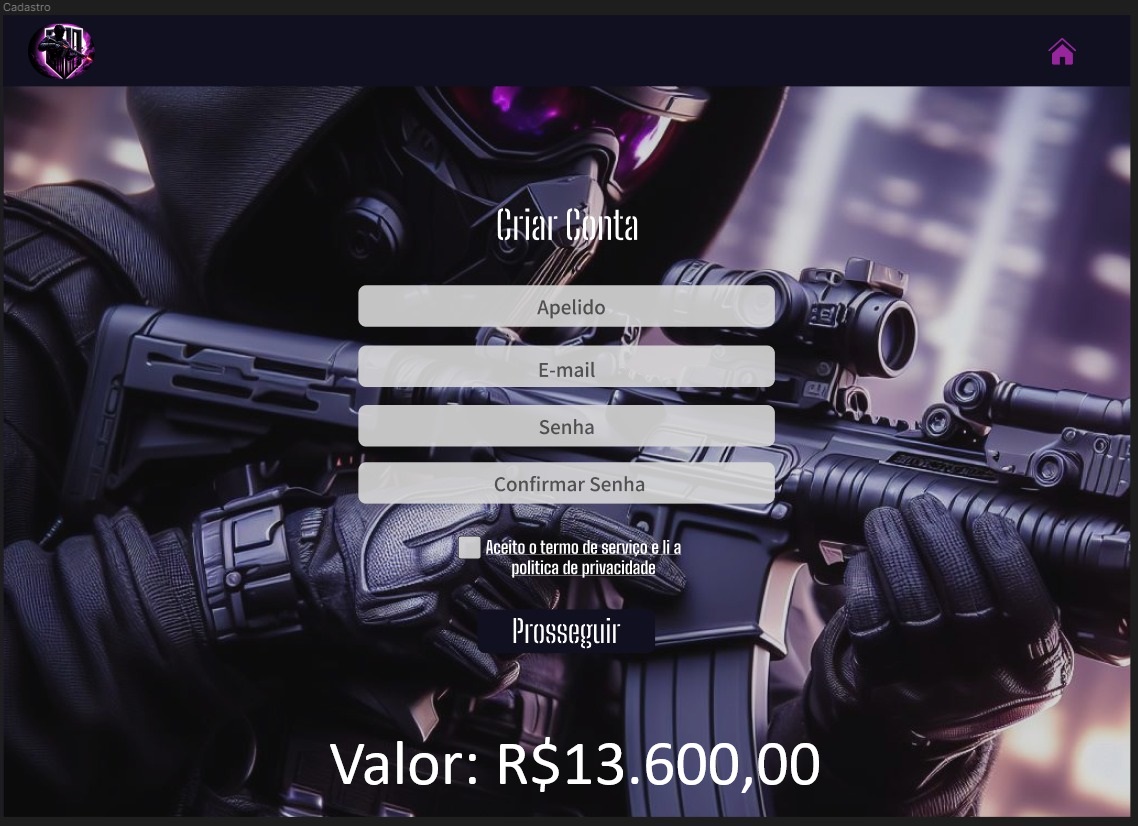 Cadastro
Criar Conta
Apelido
E-mail
Senha
Confirmar Senha
Aceito o termo de serviço e li a
politica de privacidade
Prosseguir
Valor: R$13.600,00